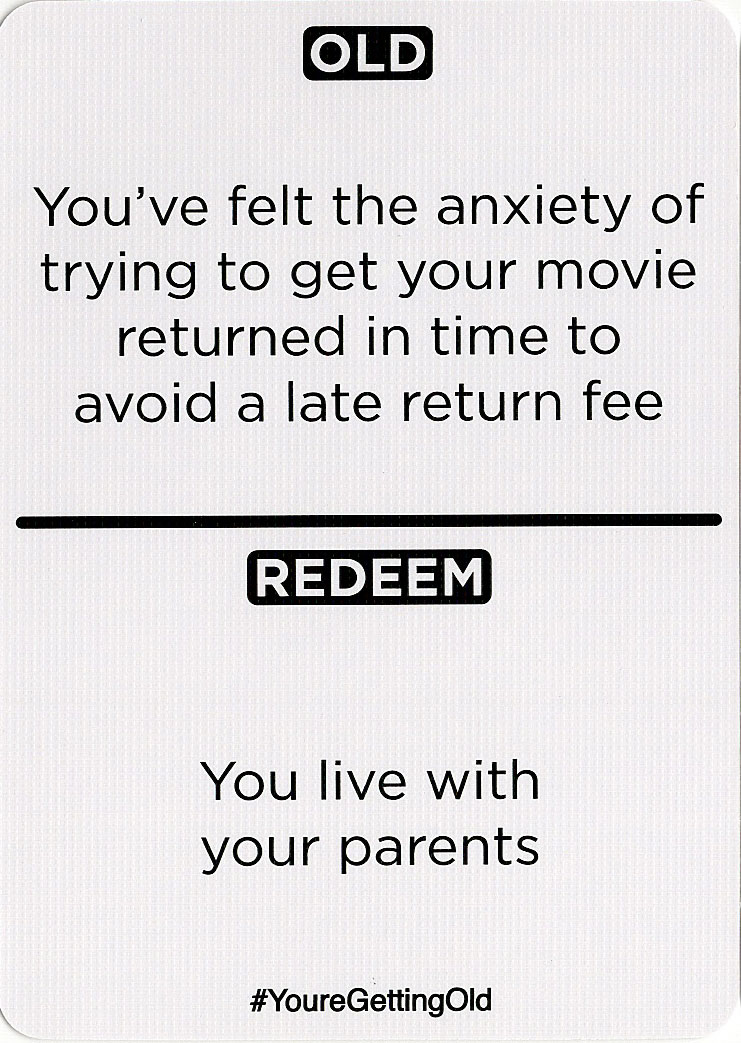 OLD
You've felt the anxiety of
trying to get your movie
returned in time to
avoid a late return fee
REDEEM
You live with
your parents
#YoureGettingOld